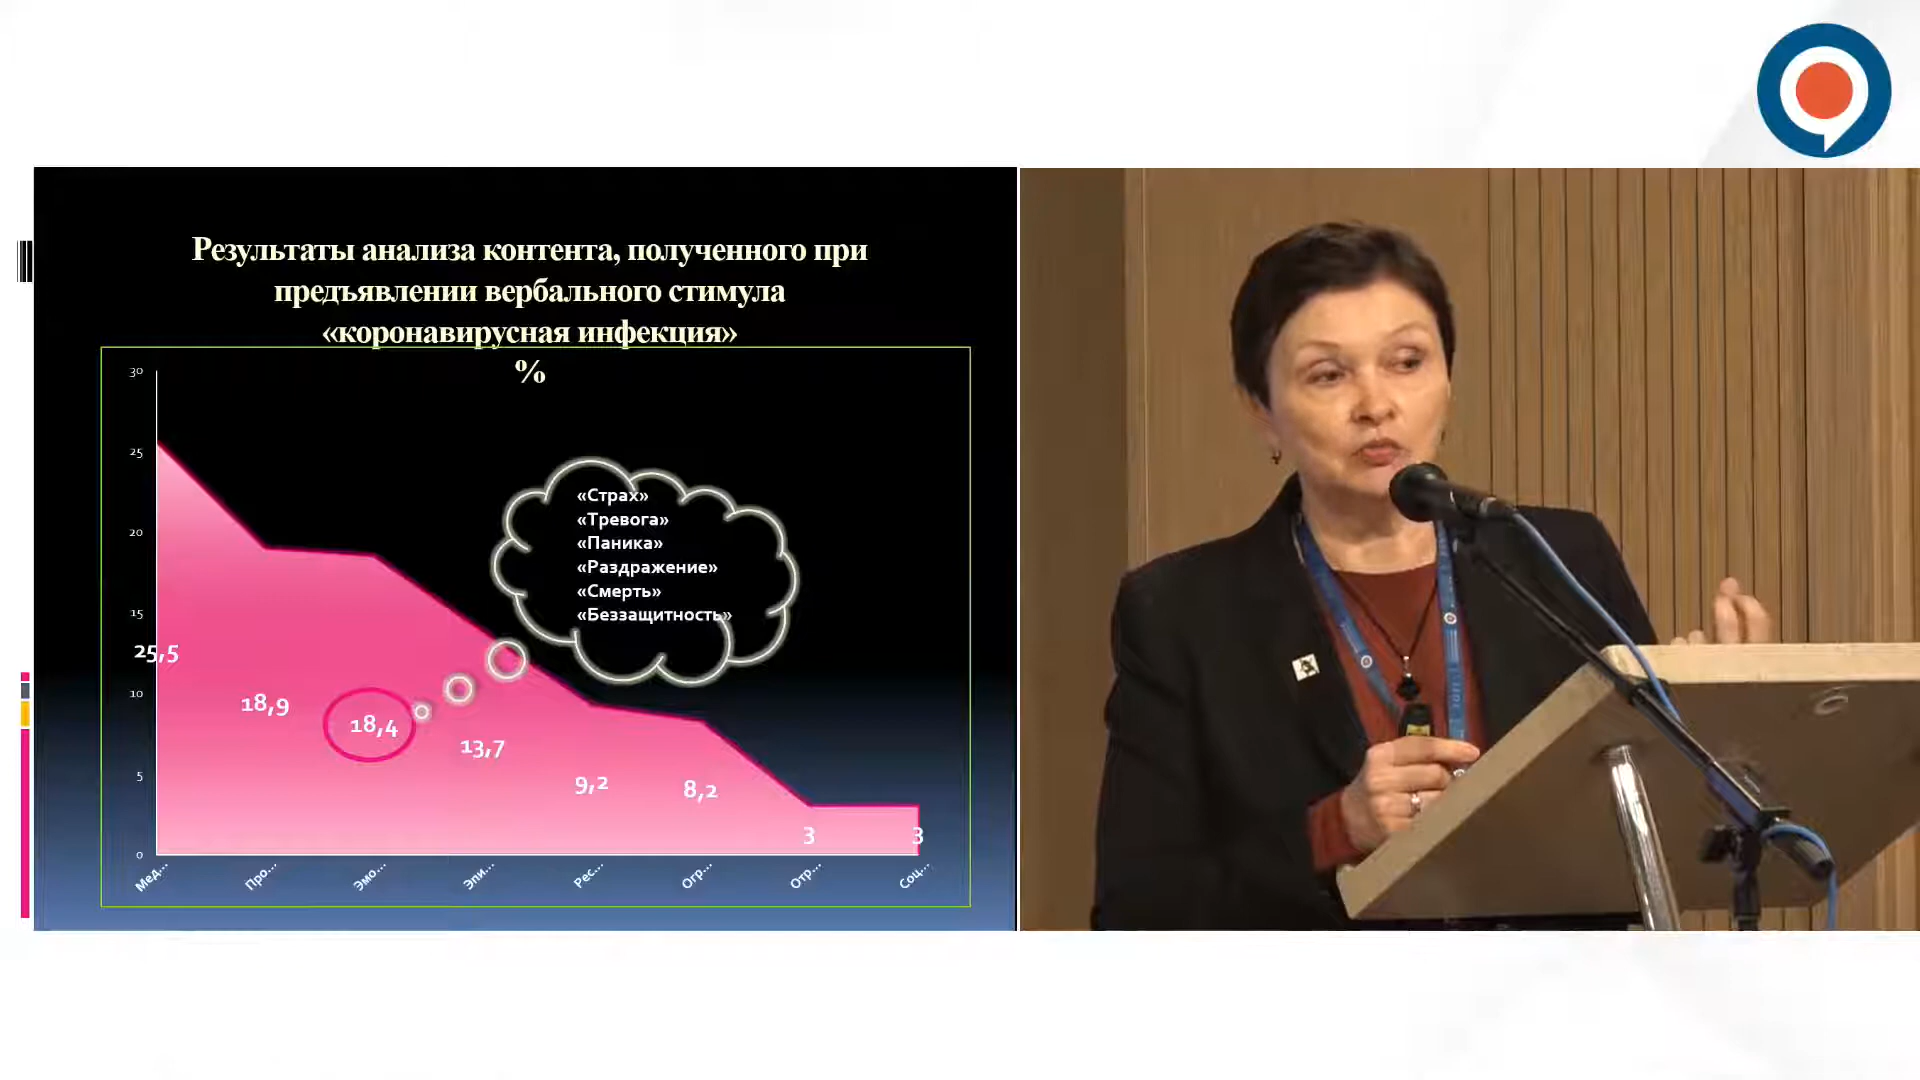 Результаты анализа контента, полученного при
предъявлении вербального стимула
«коронавирусная инфекция»
%
30
25
20
15
10
5
0
25,5
18,9
18,4
13,7
9,2
8,2
3
3
«Страх»
«Тревога»
«Паника»
«Раздражение»
«Смерть»
«Беззащитность»
Мед...
Про...
Эмо...
Эпи...
Рес...
Огр...
Отр...
Соц...